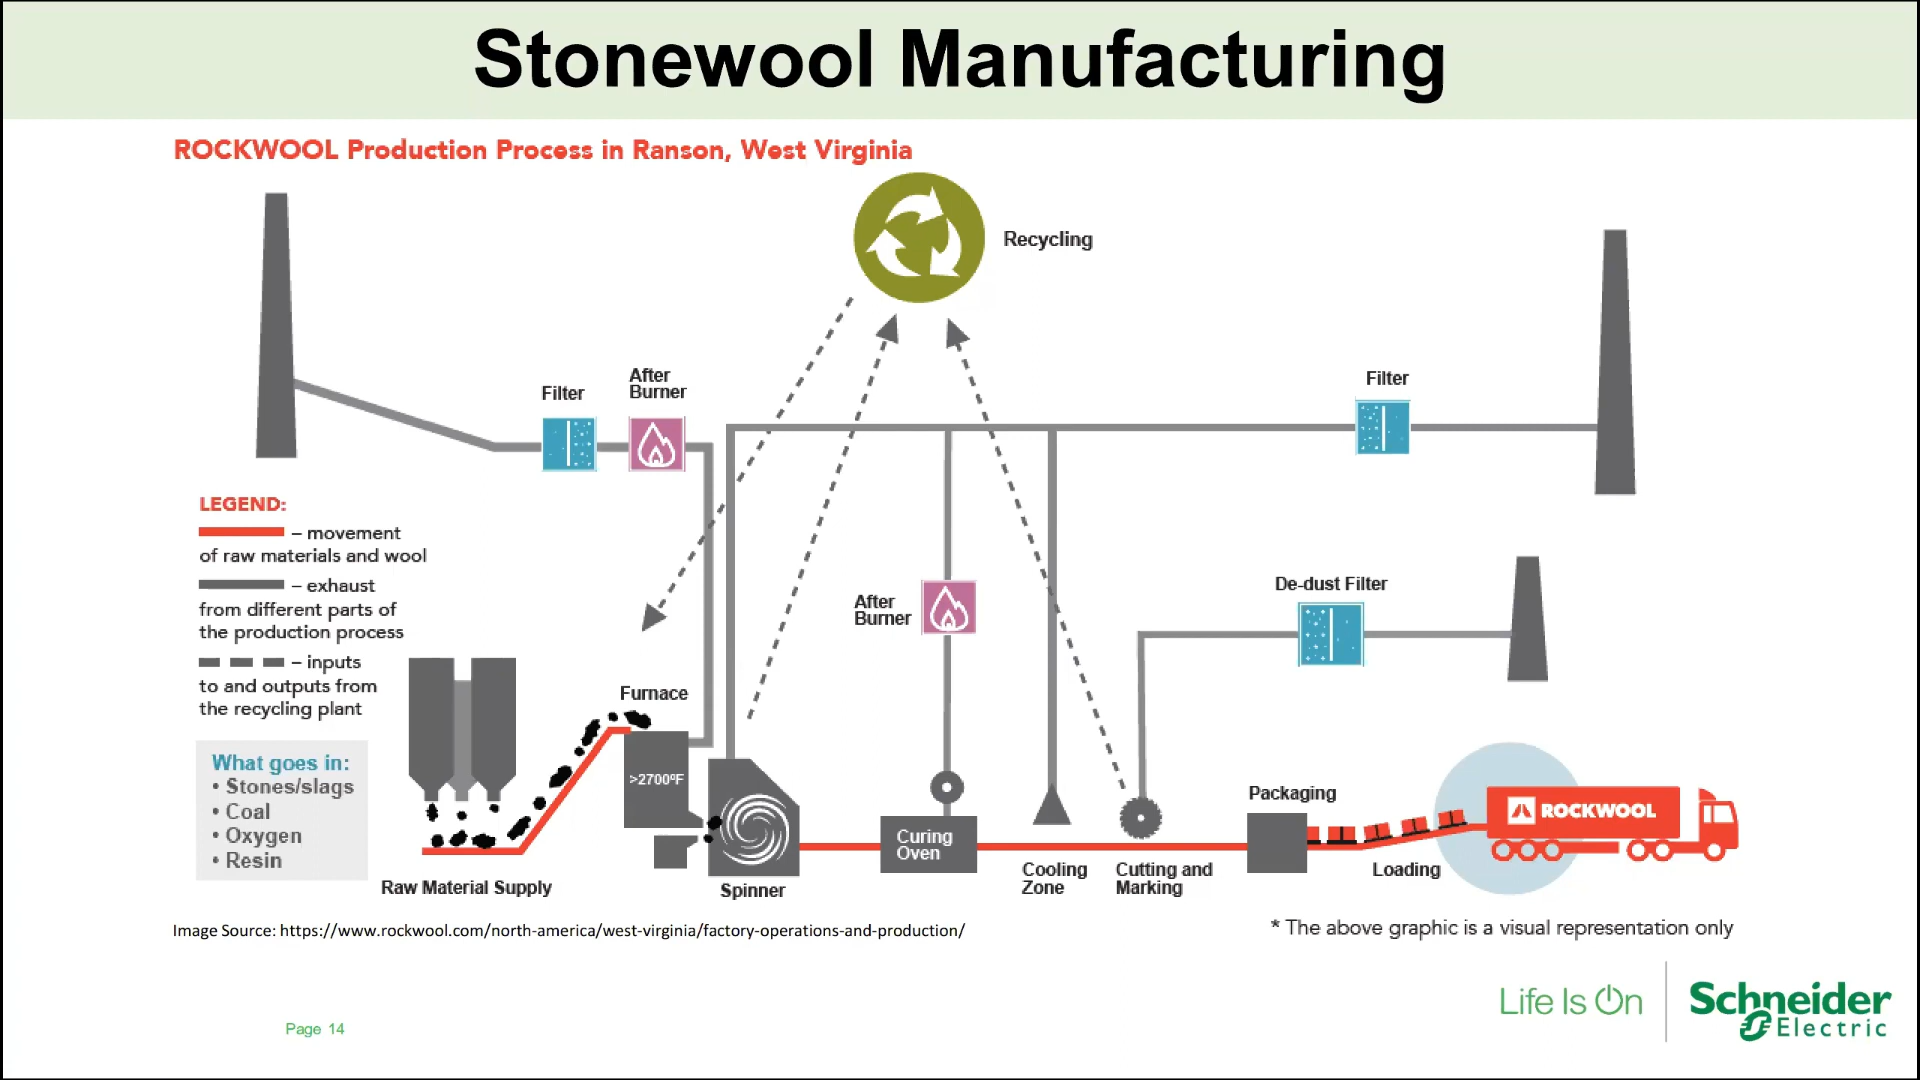 Stonewool Manufacturing
ROCKWOOL Production Process in Ranson, West Virginia
Recycling
Filter
After
Burner
Filter
LEGEND:
– movement
of raw materials and wool
– exhaust
from different parts of
the production process
– inputs
to and outputs from
the recycling plant
After
Burner
De-dust Filter
Furnace
>2700ºF
What goes in:
• Stones/slags
• Coal
• Oxygen
• Resin
Raw Material Supply
Spinner
Curing
Oven
Cooling
Zone
Cutting and
Marking
Packaging
Loading
ROCKWOOL
Image Source: https://www.rockwool.com/north-america/west-virginia/factory-operations-and-production/
* The above graphic is a visual representation only
Page 14
Life Is On
Schneider
Electric